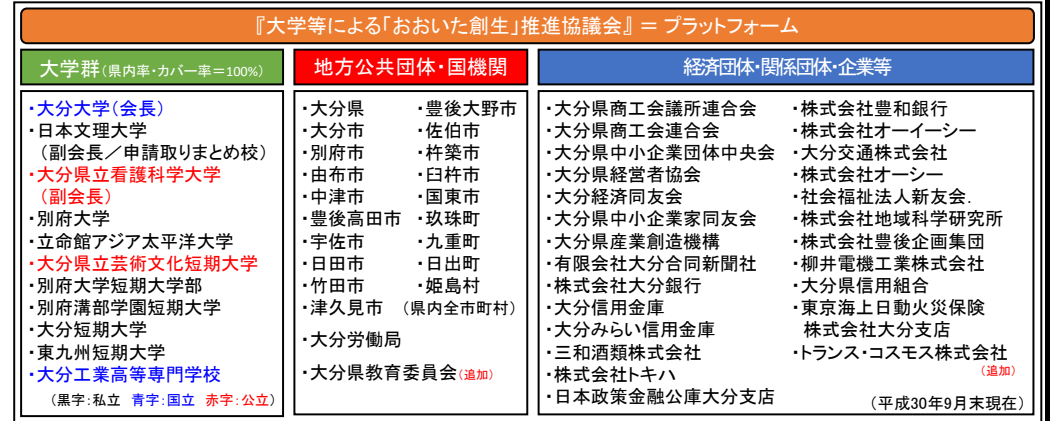 『大学等による「おおいた創生」推進協議会』 = プラットフォーム
大学群(県内率・カバー率=100%)
・大分大学(会長)
・日本文理大学
(副会長/申請取りまとめ校)
・大分県立看護科学大学
(副会長)
・別府大学
・立命館アジア太平洋大学
・大分県立芸術文化短期大学
・別府大学短期大学部
・別府溝部学園短期大学
・大分短期大学
・東九州短期大学
・大分工業高等専門学校
(黒字:私立 青字:国立 赤字:公立)
地方公共団体・国機関
・大分県 ・豊後大野市
・大分市 ・佐伯市
・別府市 ・杵築市
・由布市 ・臼杵市
・中津市 ・国東市
・豊後高田市 ・玖珠町
・宇佐市 ・九重町
・日田市 ・日出町
・竹田市 ・姫島村
・津久見市 (県内全市町村)
・大分労働局
・大分県教育委員会(追加)
経済団体・関係団体・企業等
・大分県商工会議所連合会
・大分県商工会連合会
・大分県中小企業団体中央会
・大分県経営者協会
・大分経済同友会
・大分県中小企業家同友会
・大分県産業創造機構
・有限会社大分合同新聞社
・株式会社大分銀行
・大分信用金庫
・大分みらい信用金庫
・三和酒類株式会社
・株式会社トキハ
・日本政策金融公庫大分支店
・株式会社豊和銀行
・株式会社オーイーシー
・大分交通株式会社
・株式会社オーシー
・社会福祉法人新友会.
・株式会社地域科学研究所
・株式会社豊後企画集団
・柳井電機工業株式会社
・大分県信用組合
・東京海上日動火災保険
株式会社大分支店
・トランス・コスモス株式会社
(追加)
(平成30年9月末現在)